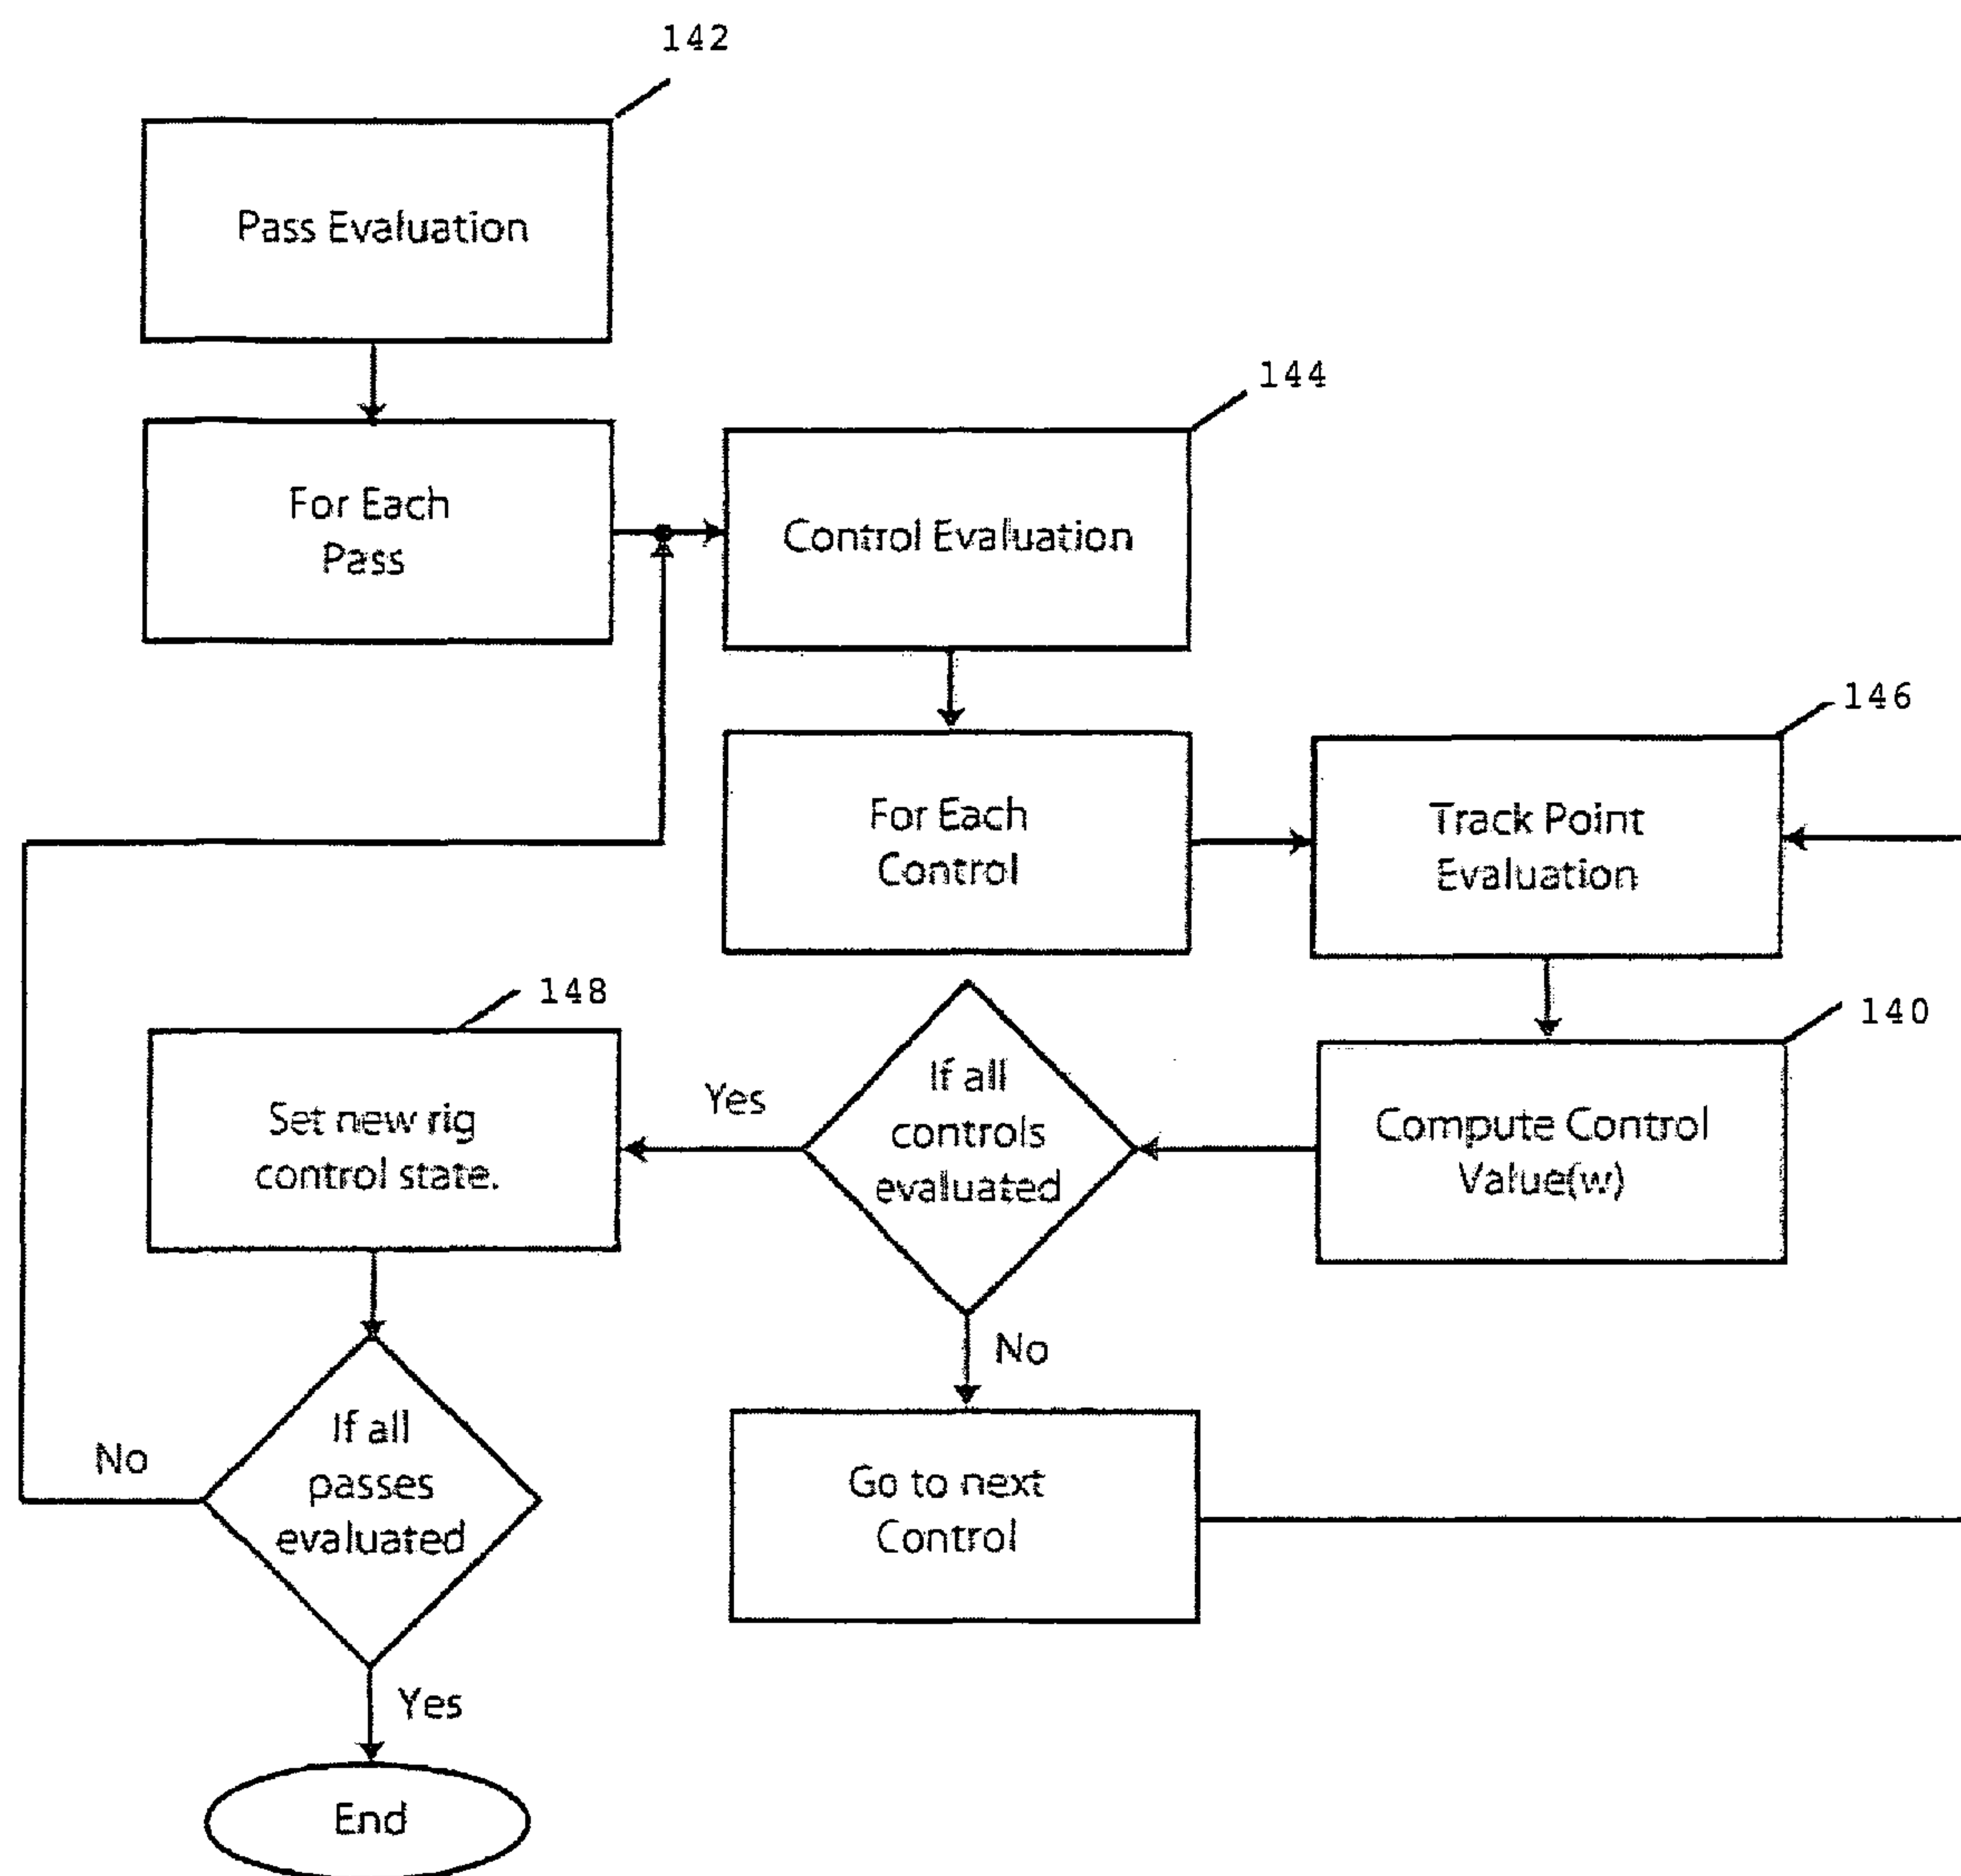 142
Pass Evaluation
144
For Each
Pass
Control Evaluation
146
For Each
Control
Track Point
Evaluation
148
140
Set new rig
control state.
Yes
If all
controls
evaluated
Compute Control
Value(w)
No
No
If all
passes
evaluated
Go to next
Control
Yes
End